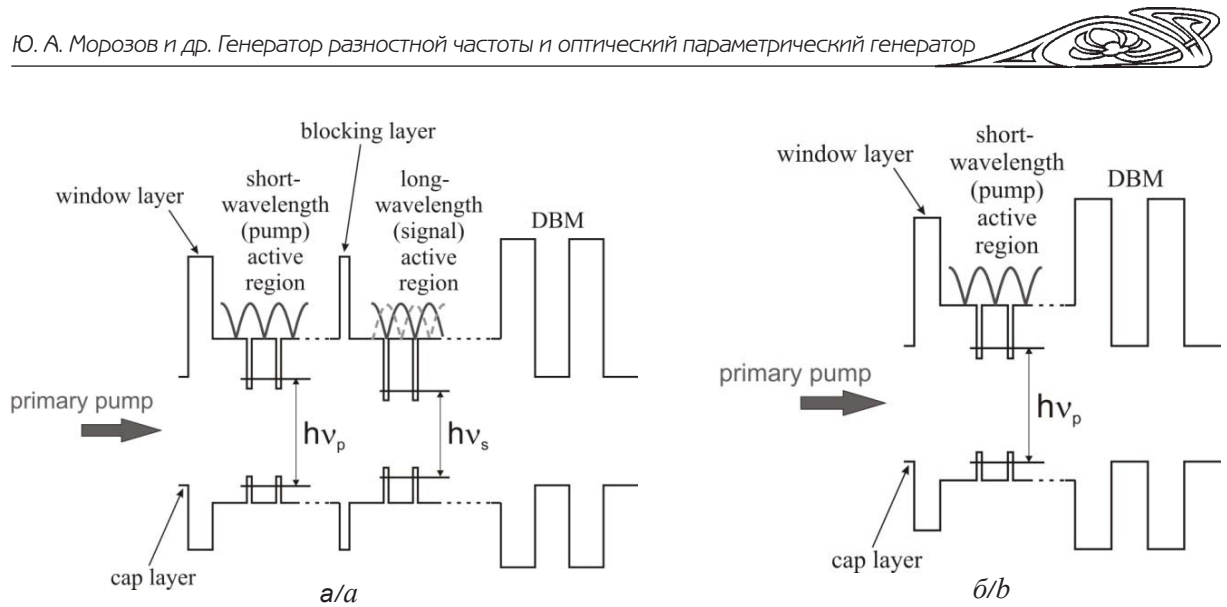 Ю. А. Морозов и др. Генератор разностной частоты и оптический параметрический генератор
blocking layer
window layer
short-
wavelength
(pump)
active
region
long-
wavelength
(signal)
active
region
DBM
primary pump
hνp
hνs
cap layer
а/a
window layer
short-
wavelength
(pump)
active
region
DBM
primary pump
hνp
cap layer
б/b